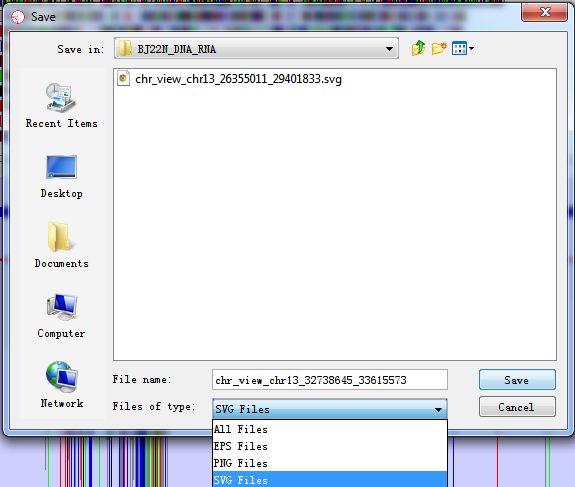 Save
Save in:
BJ22N_DNA_RNA
chr_view_chr13_26355011_29401833.svg
Recent Items
Desktop
Documents
Computer
Network
File name:
chr_view_chr13_32738645_33615573
Save
Files of type:
SVG Files
Cancel
All Files
EPS Files
PNG Files
SVG Files